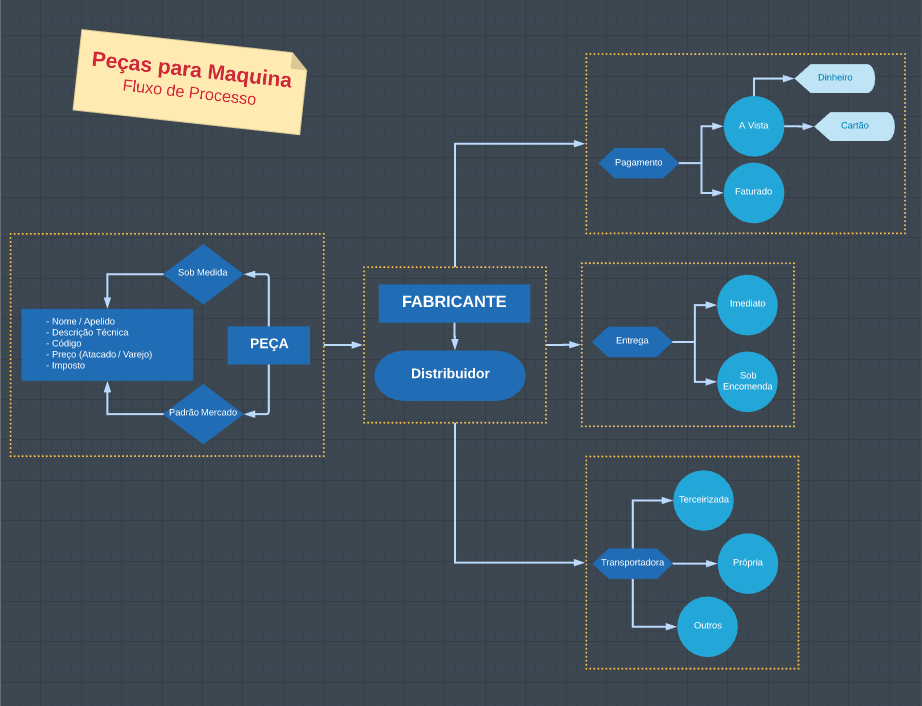 Peças para Maquina
Fluxo de Processo
Sob Medida
- Nome / Apelido
- Descrição Técnica
- Código
- Preço (Atacado / Varejo)
- Imposto
PEÇA
Padrão Mercado
FABRICANTE
Distribuidor
Pagamento
A Vista
Dinheiro
Cartão
Faturado
Entrega
Imediato
Sob
Encomenda
Transportadora
Terceirizada
Própria
Outros